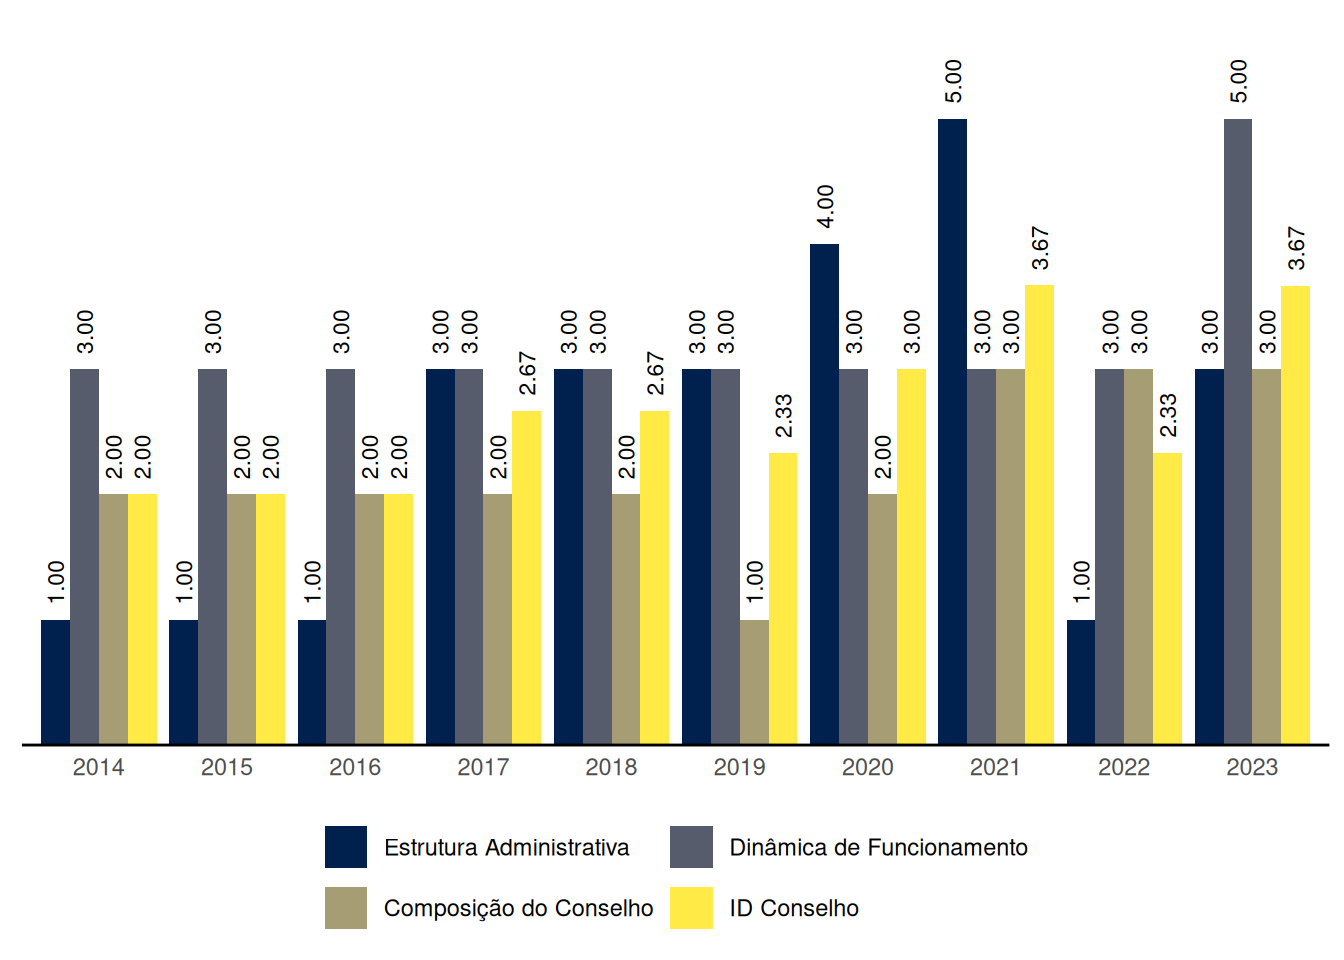 5.00 5.00
4.00
3.67 3.67
3.00 3.00 3.00 3.00 3.00 3.00 3.00 3.00 3.00 3.00 3.00 3.00 3.00 3.00 3.00 3.00 3.00
2.67 2.67
2.33 2.33
2.00 2.00 2.00 2.00 2.00 2.00 2.00 2.00 2.00
1.00 1.00 1.00 1.00 1.00
2014 2015 2016 2017 2018 2019 2020 2021 2022 2023
Estrutura Administrativa Dinâmica de Funcionamento
Composição do Conselho ID Conselho